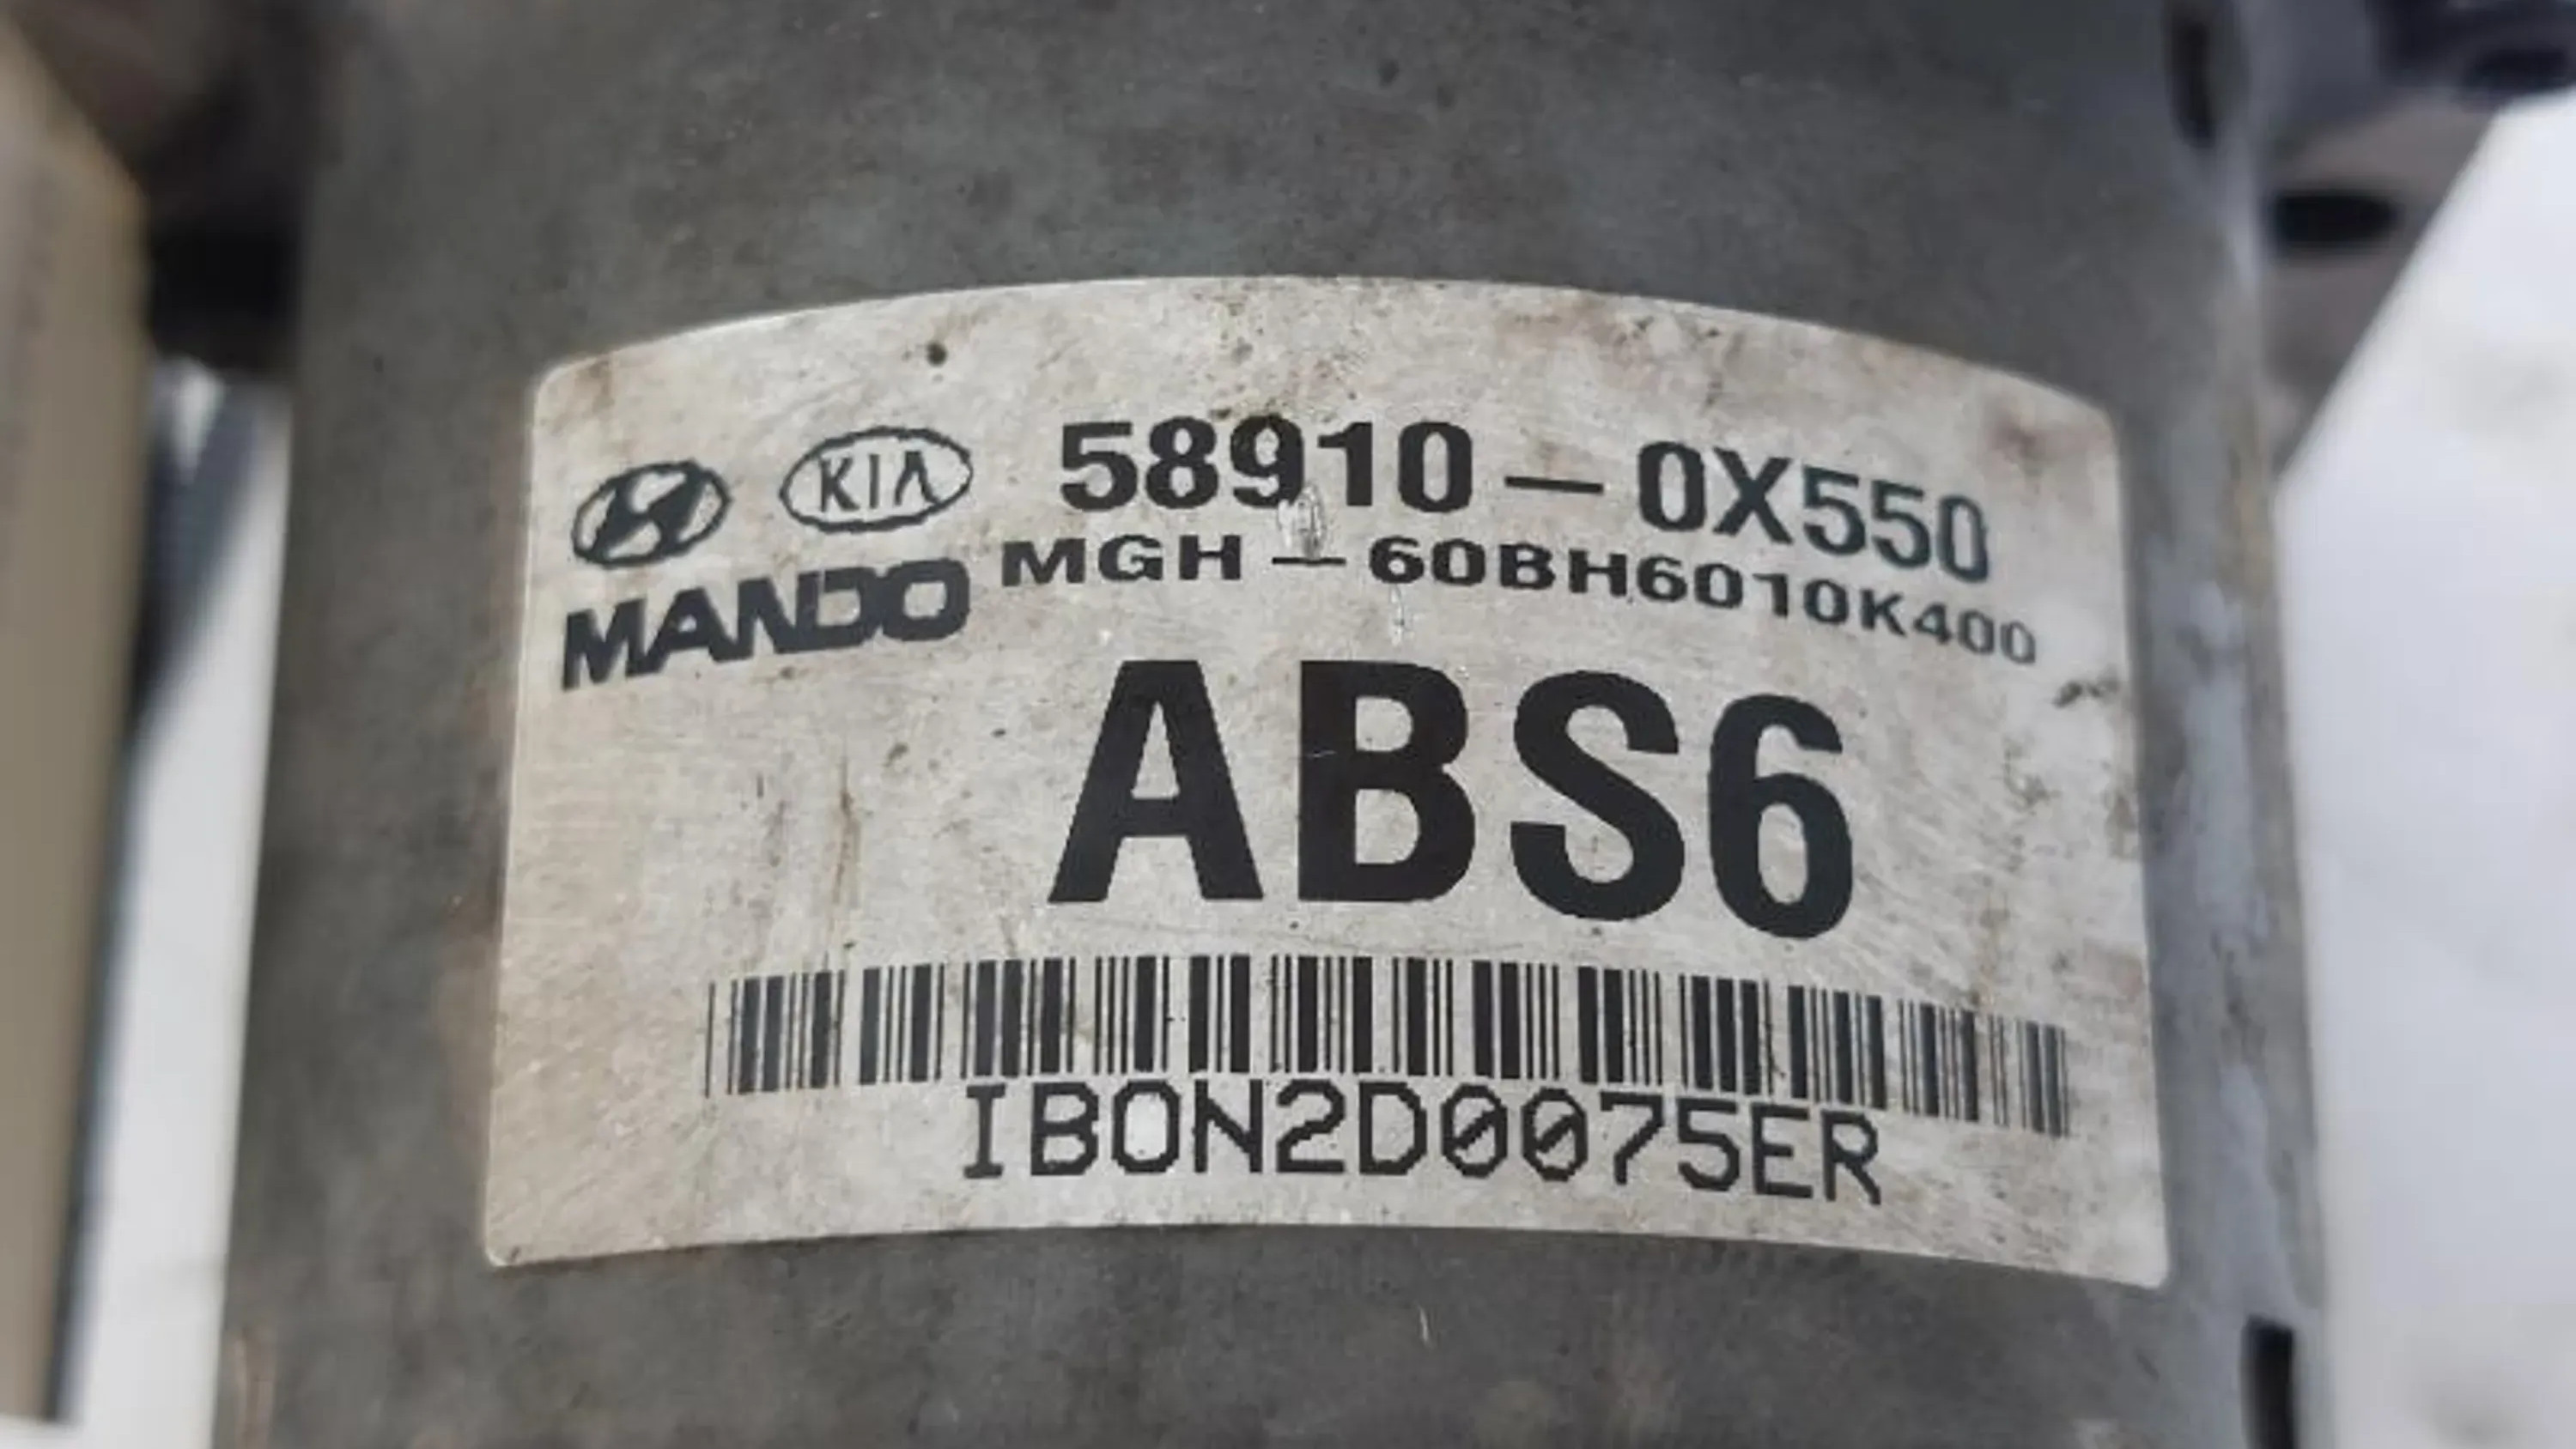 KIA 58910-0X550
MANDO MGH-60BH6010K400
ABS6
IBON2D0075ER